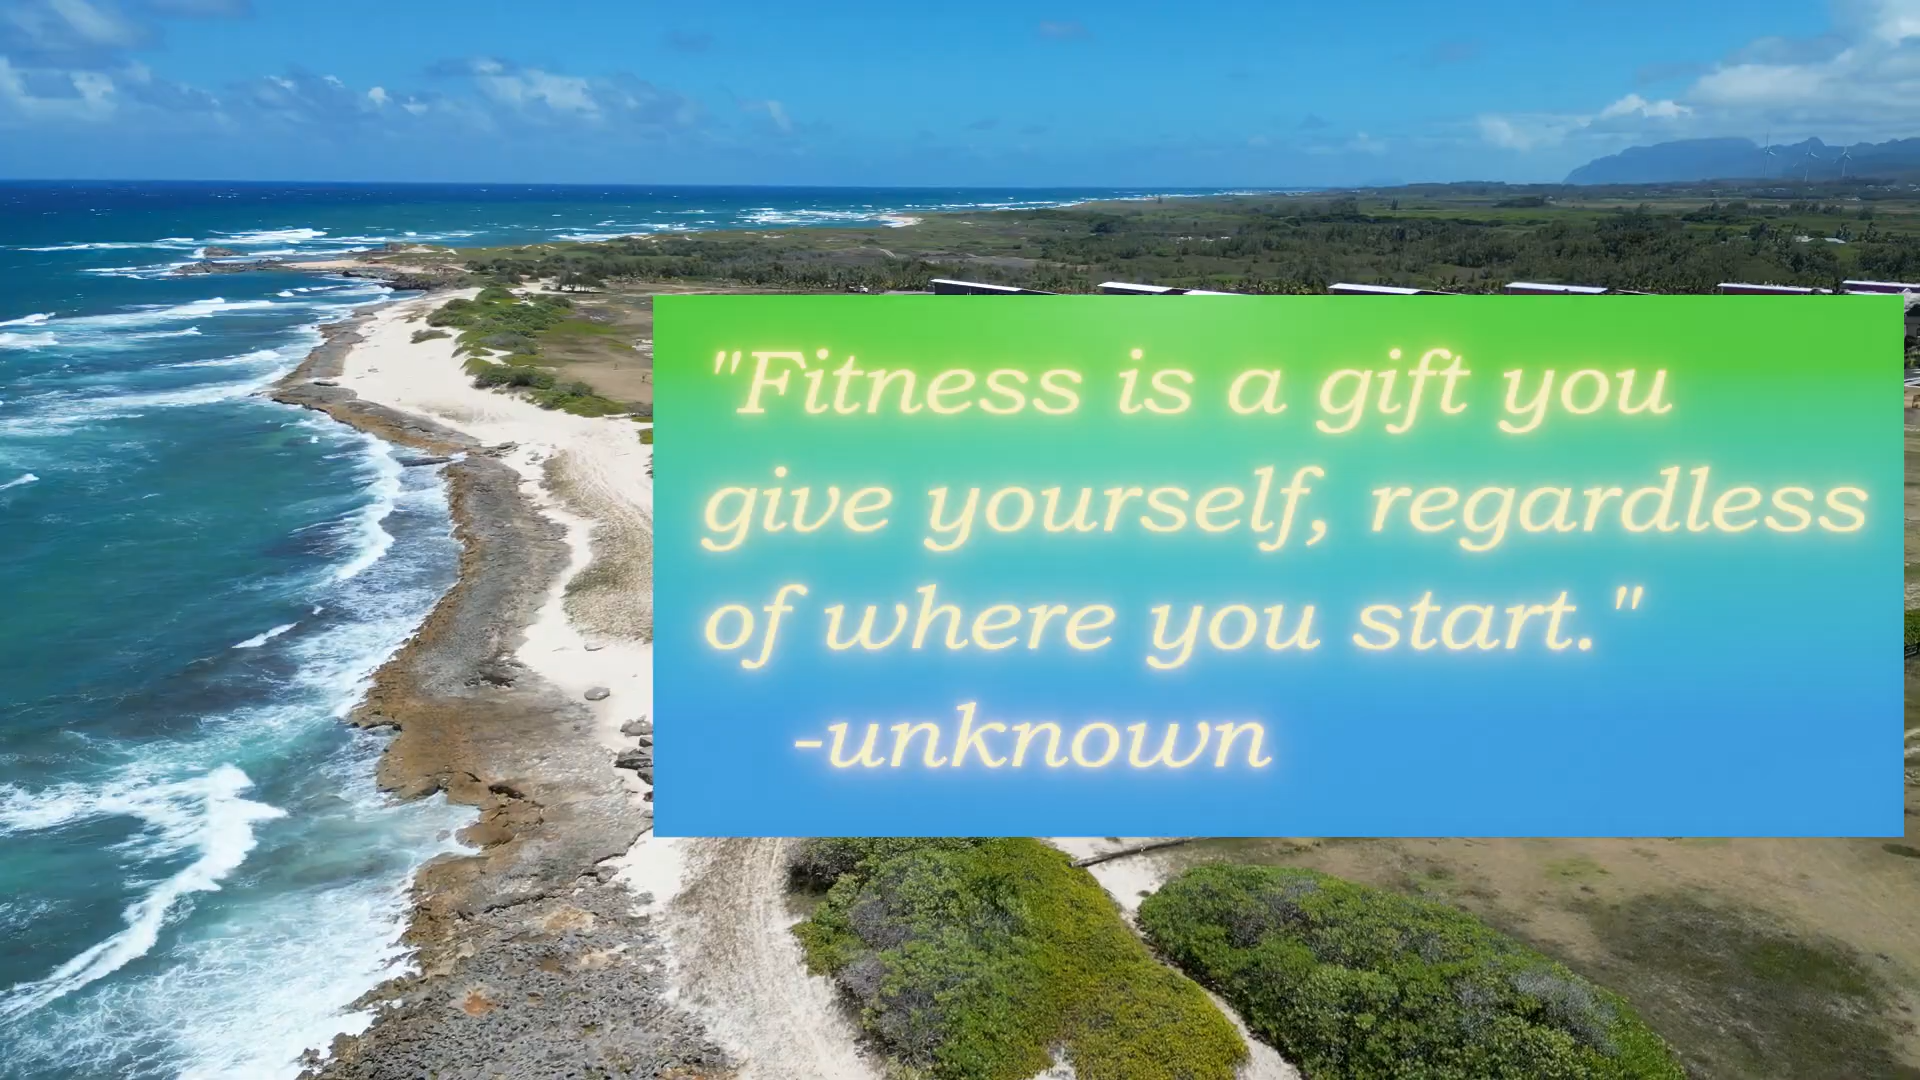 "Fitness is a gift you
give yourself, regardless
of where you start."
-unknown